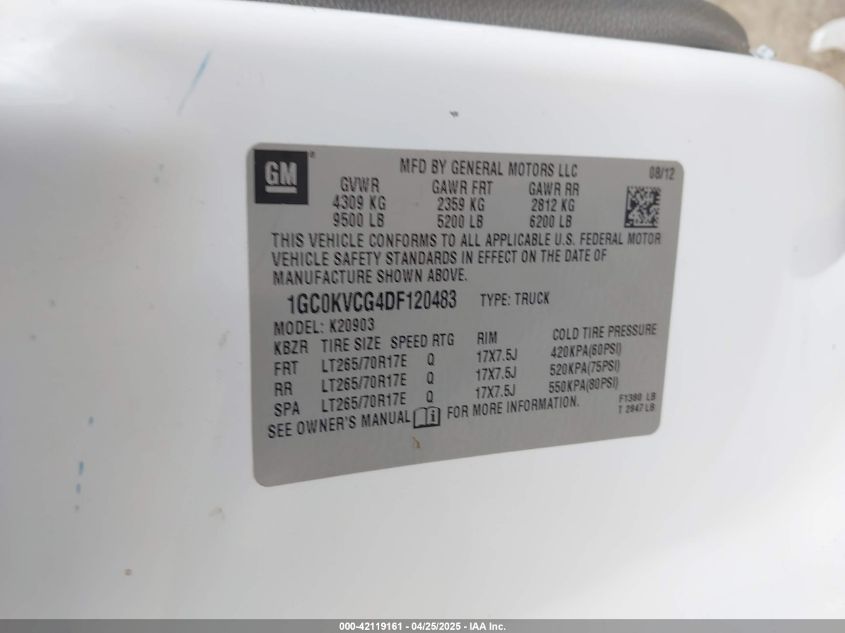 GM ®
MFD BY GENERAL MOTORS LLC 08/12
GVWR GAWR FRT GAWR RR
4309 KG 2359 KG 2812 KG
9500 LB 5200 LB 6200 LB
THIS VEHICLE CONFORMS TO ALL APPLICABLE U.S. FEDERAL MOTOR
VEHICLE SAFETY STANDARDS IN EFFECT ON THE DATE OF
MANUFACTURE SHOWN ABOVE.
1GC0KVCG4DF120483 TYPE: TRUCK
MODEL: K20903
KBZR TIRE SIZE SPEED RTG RIM COLD TIRE PRESSURE
FRT LT265/70R17E Q 17X7.5J 420KPA(60PSI)
RR LT265/70R17E Q 17X7.5J 520KPA(75PSI)
SPA LT265/70R17E Q 17X7.5J 550KPA(80PSI)
SEE OWNER'S MANUAL i FOR MORE INFORMATION. F1380 LB
T 2847 LB
000-42119161 - 04/25/2025 - IAA Inc.